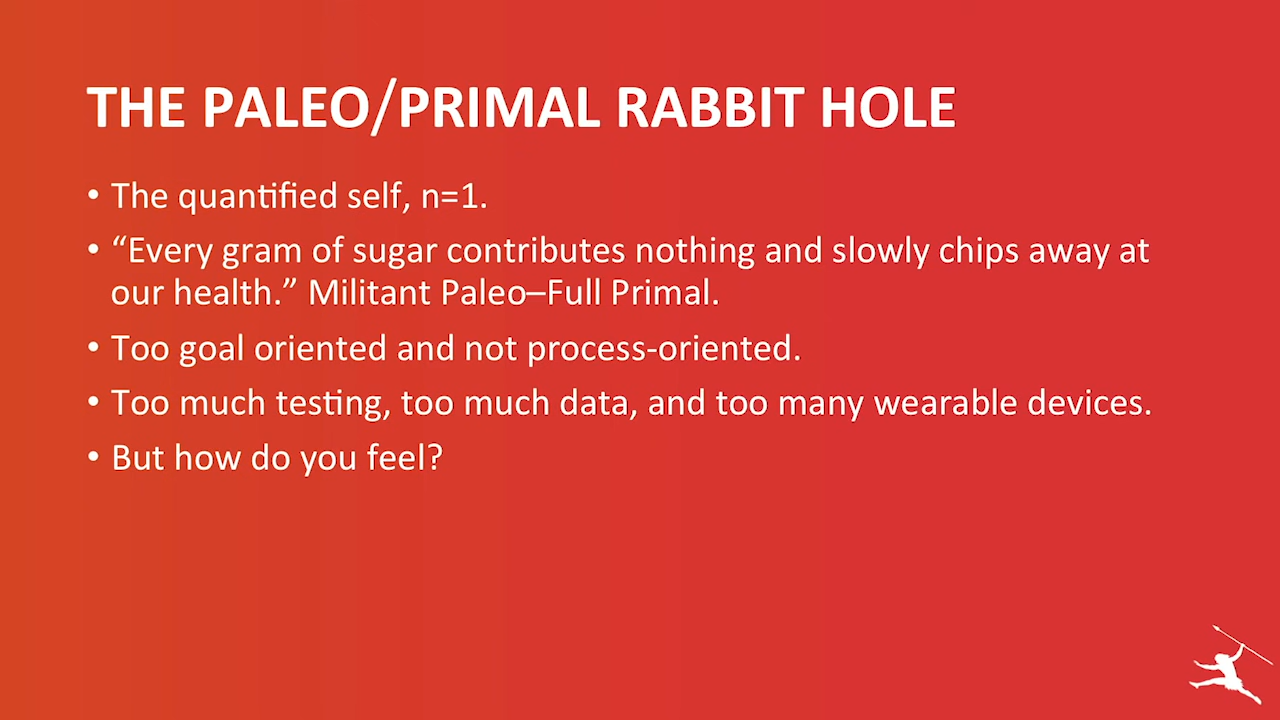 THE PALEO/PRIMAL RABBIT HOLE
• The quantified self, n=1.
• “Every gram of sugar contributes nothing and slowly chips away at
our health.” Militant Paleo–Full Primal.
• Too goal oriented and not process-oriented.
• Too much testing, too much data, and too many wearable devices.
• But how do you feel?